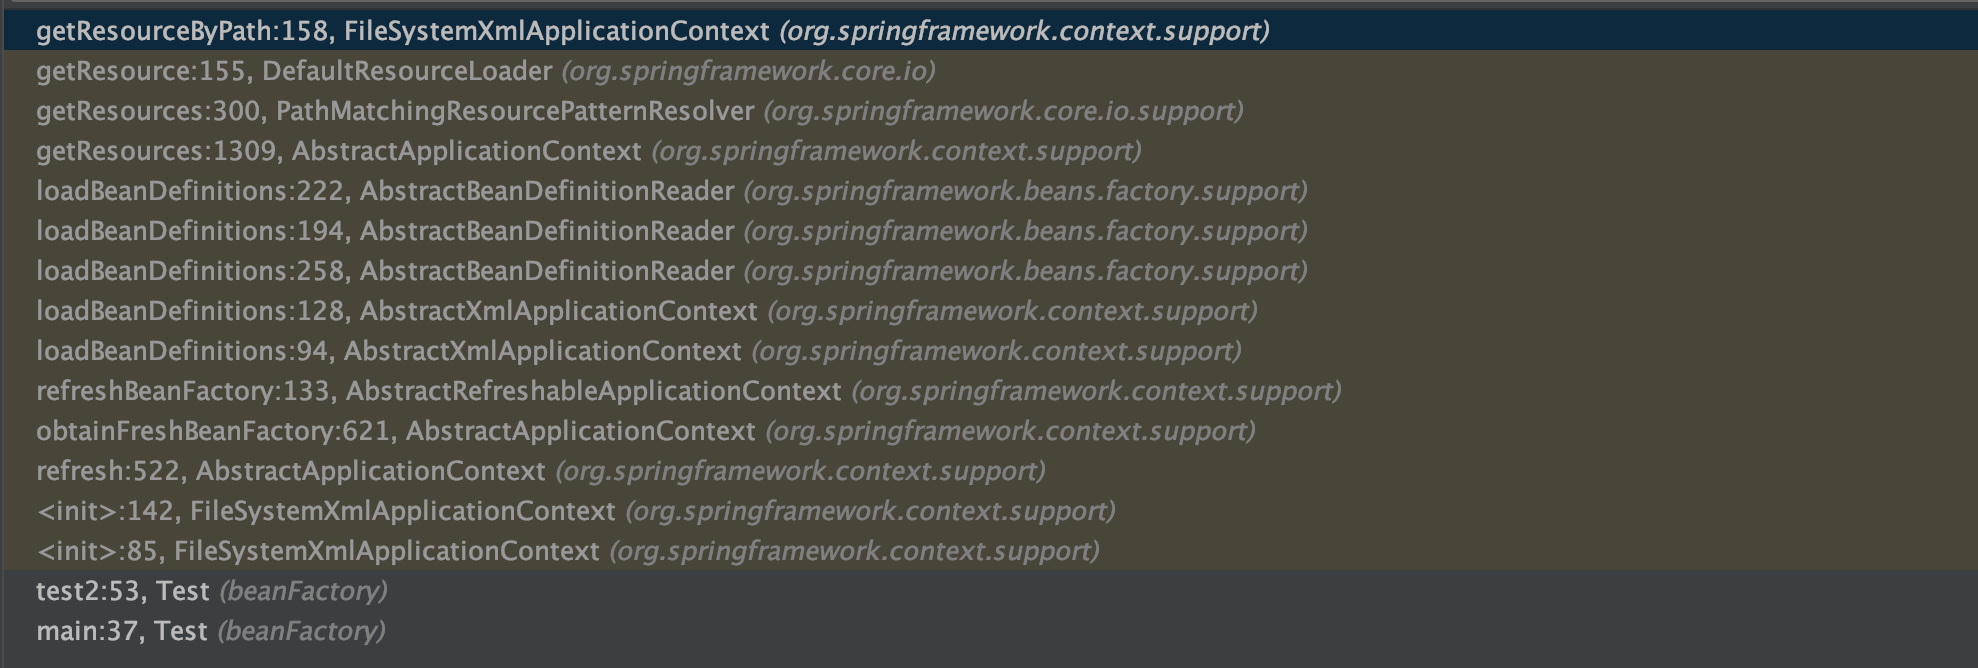 getResourceByPath:158, FileSystemXmlApplicationContext (org.springframework.context.support)
getResource:155, DefaultResourceLoader (org.springframework.core.io)
getResources:300, PathMatchingResourcePatternResolver (org.springframework.core.io.support)
getResources:1309, AbstractApplicationContext (org.springframework.context.support)
loadBeanDefinitions:222, AbstractBeanDefinitionReader (org.springframework.beans.factory.support)
loadBeanDefinitions:194, AbstractBeanDefinitionReader (org.springframework.beans.factory.support)
loadBeanDefinitions:258, AbstractBeanDefinitionReader (org.springframework.beans.factory.support)
loadBeanDefinitions:128, AbstractXmlApplicationContext (org.springframework.context.support)
loadBeanDefinitions:94, AbstractXmlApplicationContext (org.springframework.context.support)
refreshBeanFactory:133, AbstractRefreshableApplicationContext (org.springframework.context.support)
obtainFreshBeanFactory:621, AbstractApplicationContext (org.springframework.context.support)
refresh:522, AbstractApplicationContext (org.springframework.context.support)
<init>:142, FileSystemXmlApplicationContext (org.springframework.context.support)
<init>:85, FileSystemXmlApplicationContext (org.springframework.context.support)
test2:53, Test (beanFactory)
main:37, Test (beanFactory)